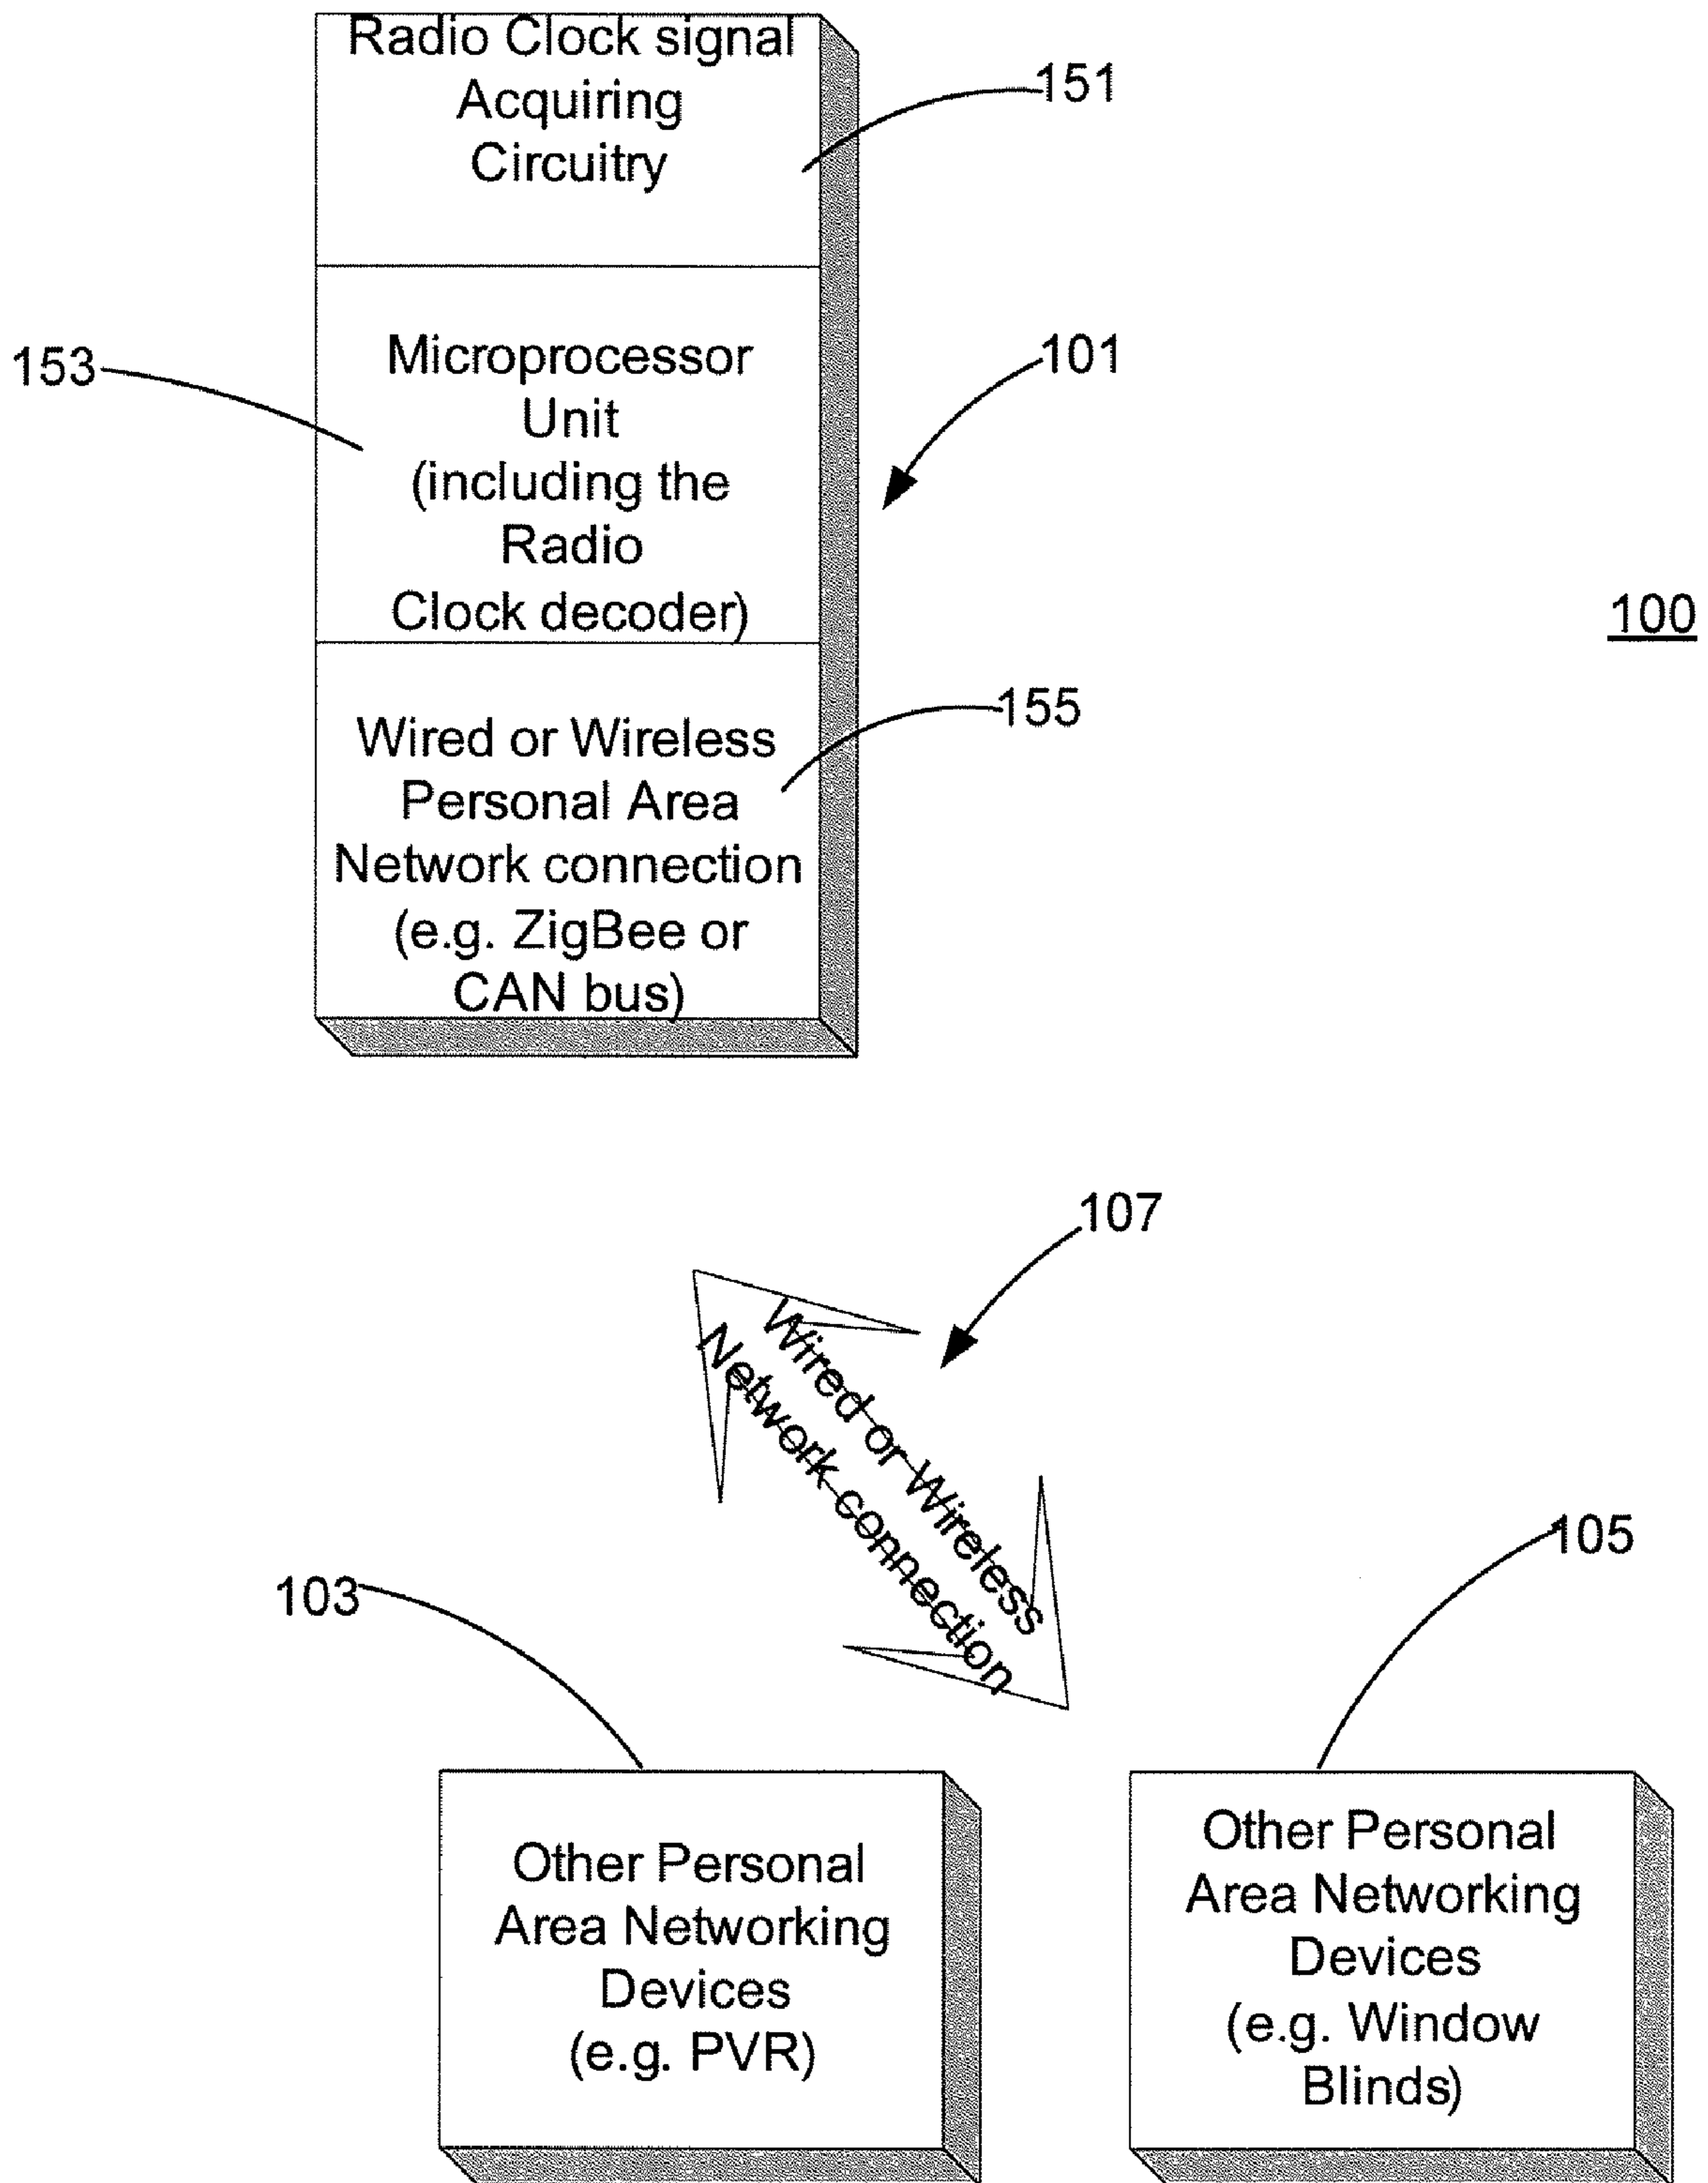 Radio Clock signal
Acquiring
Circuitry
151
Microprocessor
Unit
(including the
Radio
Clock decoder)
153
101
100
Wired or Wireless
Personal Area
Network connection
(e.g. ZigBee or
CAN bus)
155
107
Wired or Wireless
Network connection
103
105
Other Personal
Area Networking
Devices
(e.g. PVR)
Other Personal
Area Networking
Devices
(e.g. Window
Blinds)